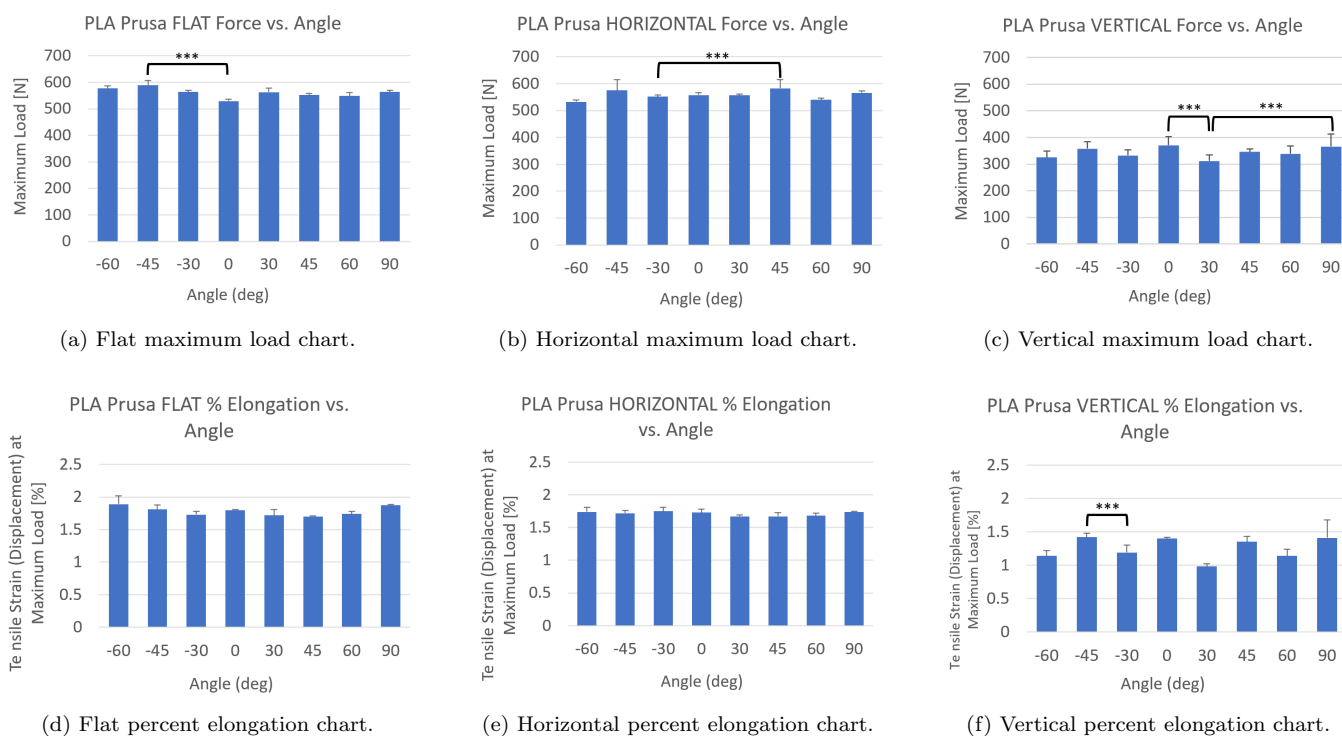 PLA Prusa FLAT Force vs. Angle
Maximum Load [N]
700
600
500
400
300
200
100
0
***
-60 -45 -30 0 30 45 60 90
Angle (deg)
(a) Flat maximum load chart.
PLA Prusa HORIZONTAL Force vs. Angle
Maximum Load [N]
700
600
500
400
300
200
100
0
***
-60 -45 -30 0 30 45 60 90
Angle (deg)
(b) Horizontal maximum load chart.
PLA Prusa VERTICAL Force vs. Angle
Maximum Load [N]
700
600
500
400
300
200
100
0
*** ***
-60 -45 -30 0 30 45 60 90
Angle (deg)
(c) Vertical maximum load chart.
PLA Prusa FLAT % Elongation vs.
Angle
Te nsile Strain (Displacement) at
Maximum Load [%]
2.5
2
1.5
1
0.5
0
-60 -45 -30 0 30 45 60 90
Angle (deg)
(d) Flat percent elongation chart.
PLA Prusa HORIZONTAL % Elongation
vs. Angle
Te nsile Strain (Displacement) at
Maximum Load [%]
2.5
2
1.5
1
0.5
0
-60 -45 -30 0 30 45 60 90
Angle (deg)
(e) Horizontal percent elongation chart.
PLA Prusa VERTICAL % Elongation vs.
Angle
Te nsile Strain (Displacement) at
Maximum Load [%]
2.5
2
1.5
1
0.5
0
***
-60 -45 -30 0 30 45 60 90
Angle (deg)
(f) Vertical percent elongation chart.